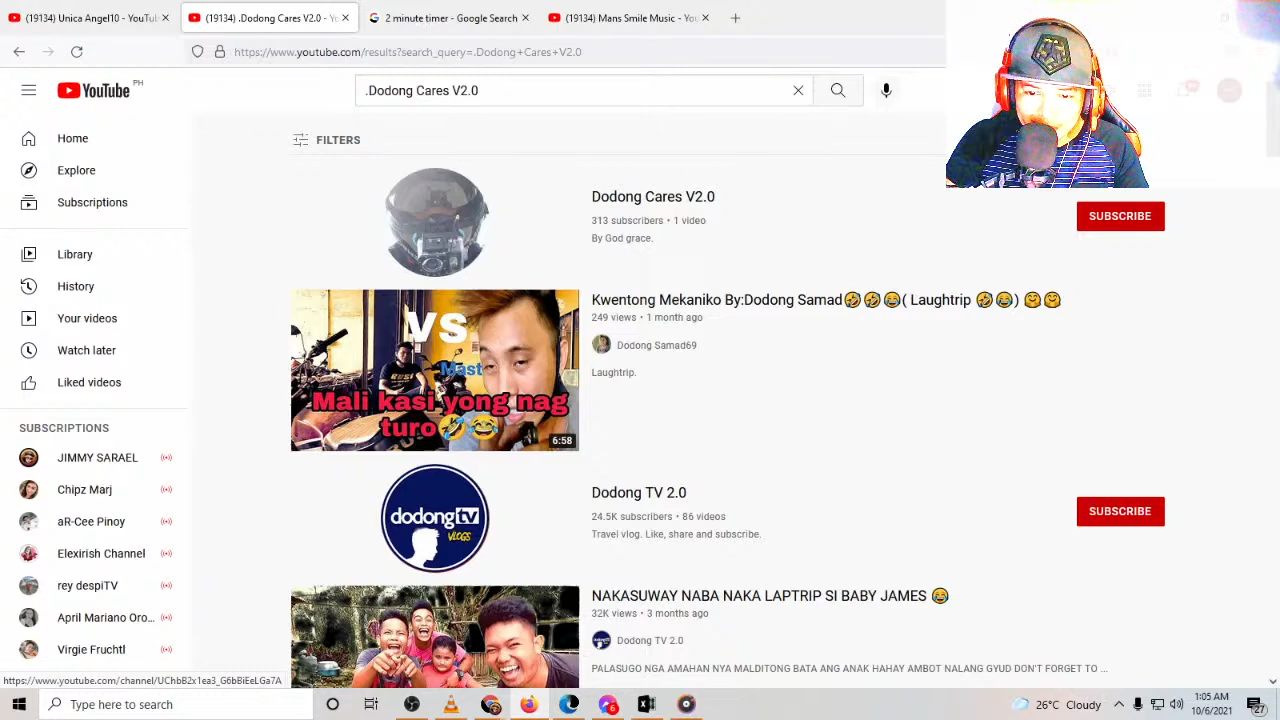 (19134) Unica Angel10 - YouTub
(19134) .Dodong Cares V2.0 - Yo
2 minute timer - Google Search
(19134) Mans Smile Music - You
https://www.youtube.com/results?search_query=.Dodong+Cares+V2.0
YouTube PH
.Dodong Cares V2.0
Home
Explore
Subscriptions
Library
History
Your videos
Watch later
Liked videos
SUBSCRIPTIONS
JIMMY SARAEL
Chipz Marj
aR-Cee Pinoy
Elexirish Channel
rey despiTV
April Mariano Oro...
Virgie Fruchtl
FILTERS
Dodong Cares V2.0
313 subscribers • 1 video
By God grace.
SUBSCRIBE
VS.
Mast
Mali kasi yong nag
turo🤣😂
6:58
Kwentong Mekaniko By:Dodong Samad🤣🤣😂( Laughtrip 🤣😂) 🤗🤗
249 views • 1 month ago
Dodong Samad69
Laughtrip.
dodongtv
VLOGS
Dodong TV 2.0
24.5K subscribers • 86 videos
Travel vlog. Like, share and subscribe.
SUBSCRIBE
NAKASUWAY NABA NAKA LAPTRIP SI BABY JAMES 😂
32K views • 3 months ago
Dodong TV 2.0
PALASUGO NGA AMAHAN NYA MALDITONG BATA ANG ANAK HAHAY AMBOT NALANG GYUD DON'T FORGET TO ...
https://www.youtube.com/channel/UChbB2x1ea3_G6bBiEeLGa7A
Type here to search
26°C Cloudy
1:05 AM
10/6/2021
27